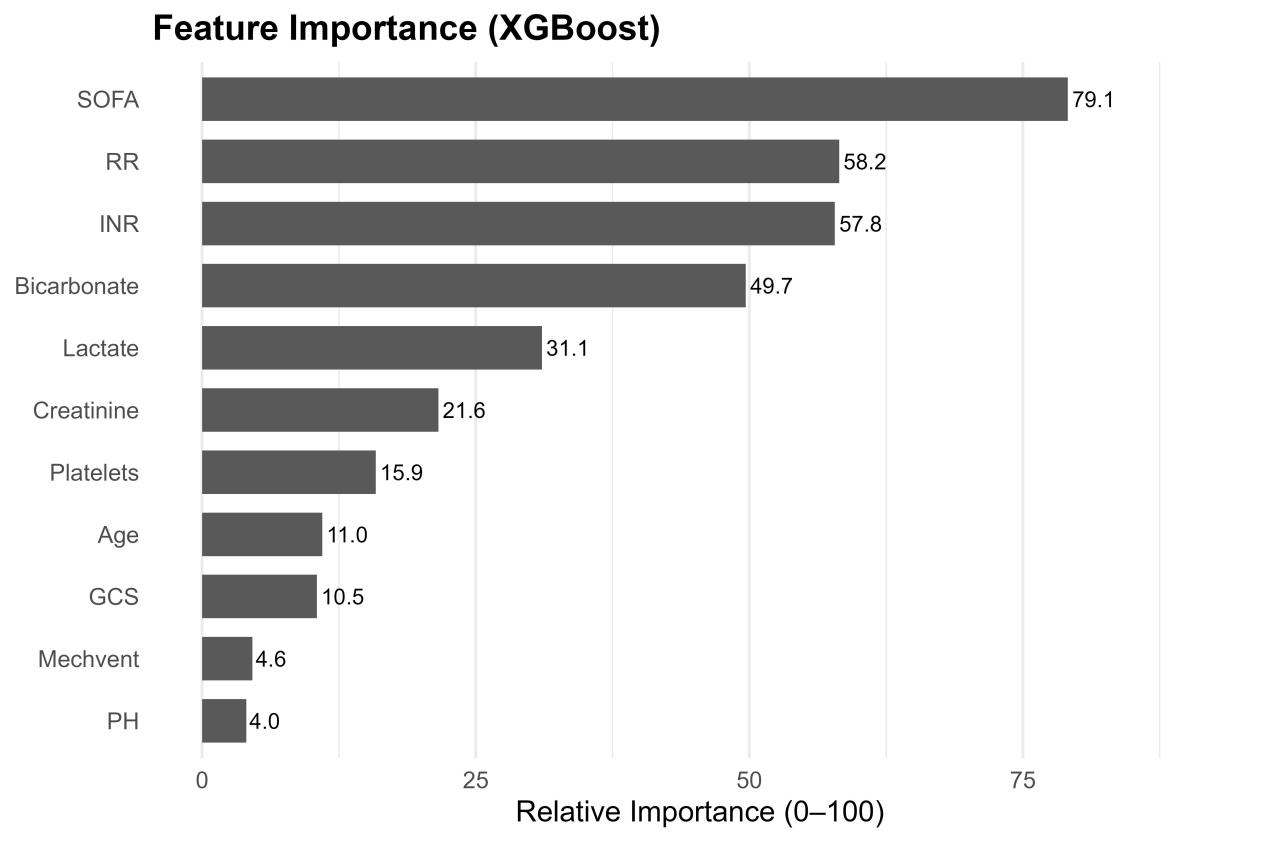 Feature Importance (XGBoost)
SOFA 79.1
RR 58.2
INR 57.8
Bicarbonate 49.7
Lactate 31.1
Creatinine 21.6
Platelets 15.9
Age 11.0
GCS 10.5
Mechvent 4.6
PH 4.0
0 25 50 75
Relative Importance (0–100)